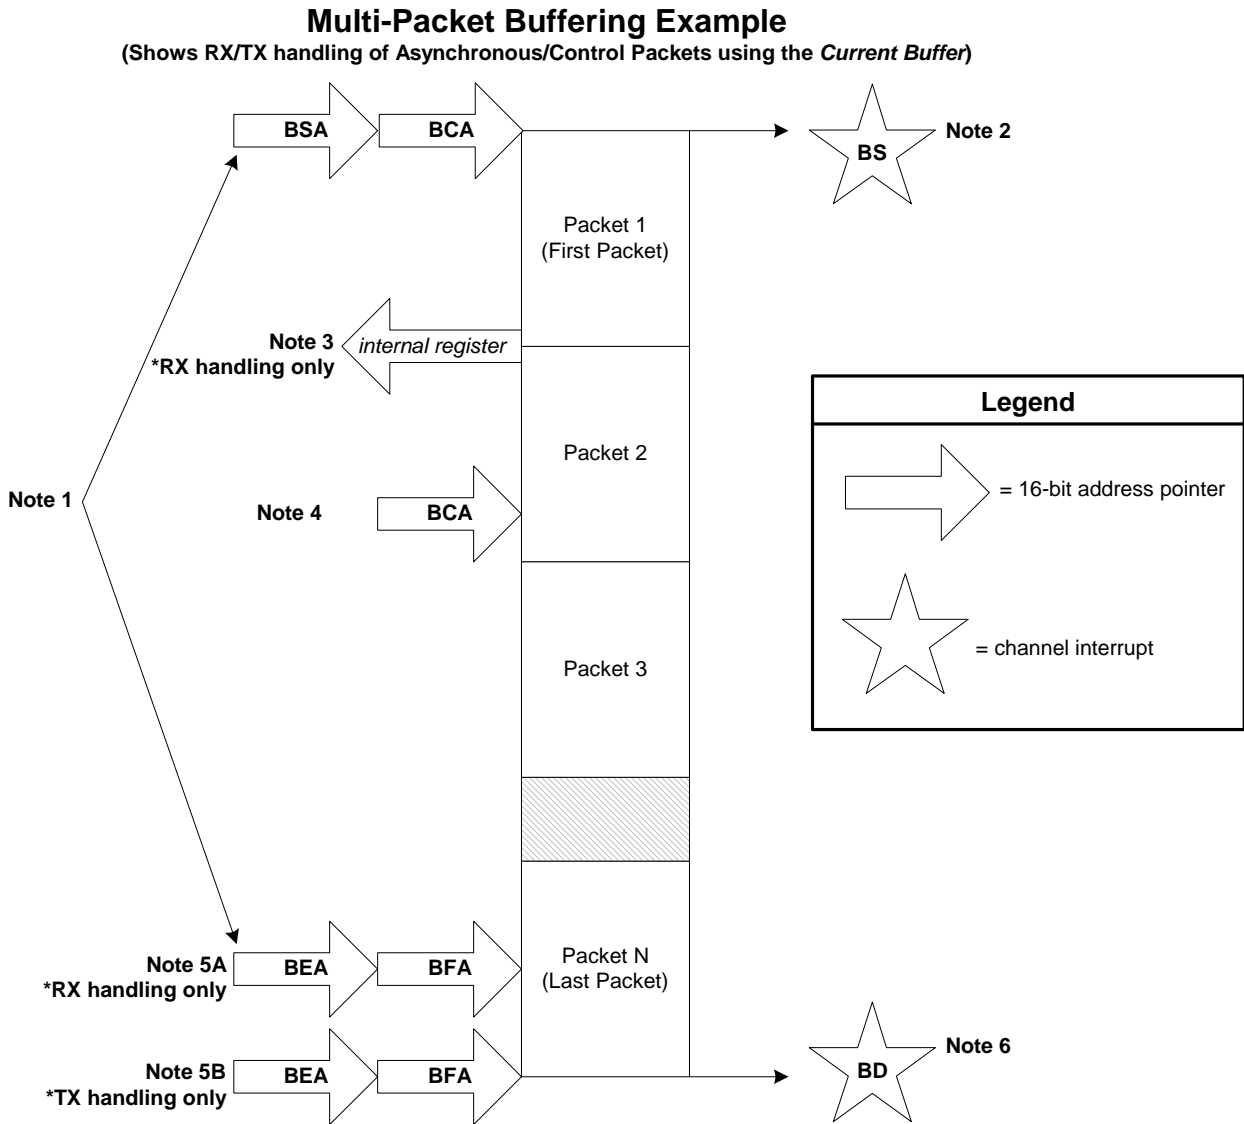 Multi-Packet Buffering Example
(Shows RX/TX handling of Asynchronous/Control Packets using the Current Buffer)
BSA
BCA
BS
Note 2
Packet 1
(First Packet)
Note 3
*RX handling only
internal register
Legend
Packet 2
= 16-bit address pointer
Note 1
Note 4
BCA
= channel interrupt
Packet 3
Note 5A
*RX handling only
BEA
BFA
Packet N
(Last Packet)
Note 5B
*TX handling only
BEA
BFA
BD
Note 6